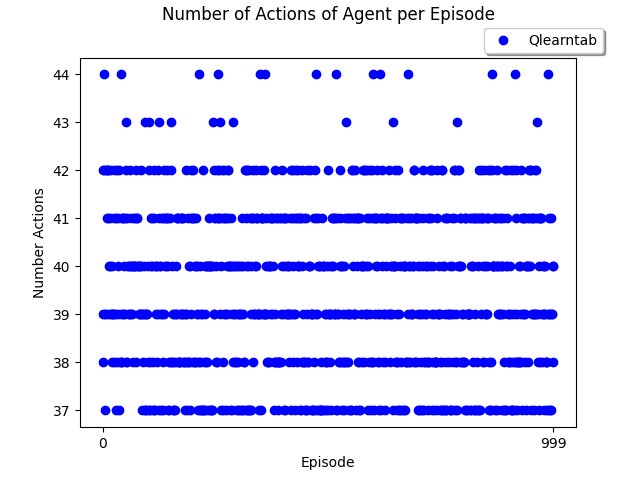 Number of Actions of Agent per Episode
Qlearntab
44
43
42
41
40
39
38
37
Number Actions
0 999
Episode